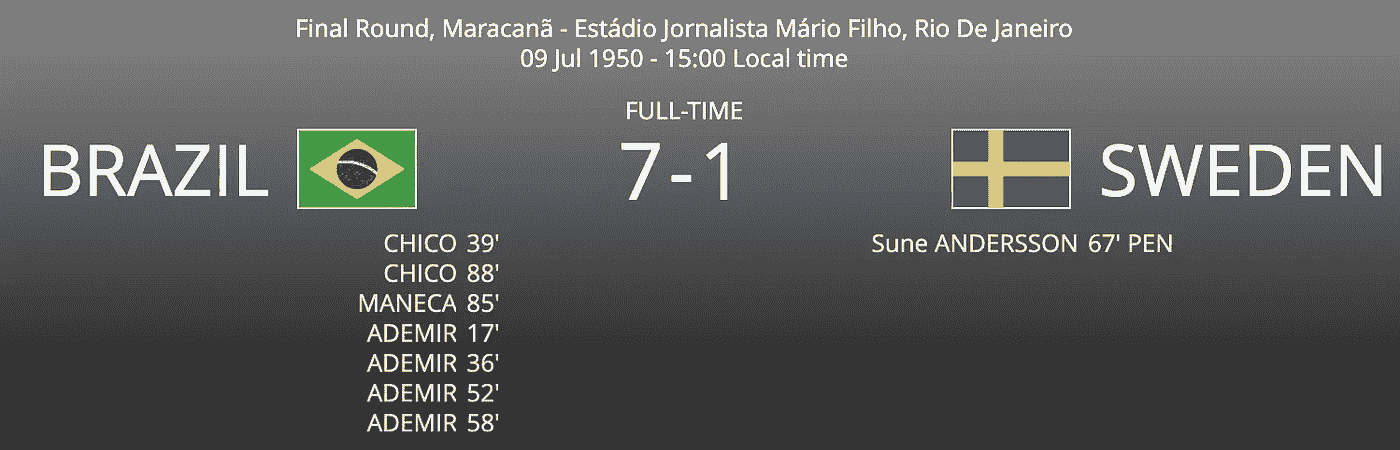 Final Round, Maracanã - Estádio Jornalista Mário Filho, Rio De Janeiro
09 Jul 1950 - 15:00 Local time
FULL-TIME
BRAZIL 7-1 SWEDEN
CHICO 39'
CHICO 88'
MANECA 85'
ADEMIR 17'
ADEMIR 36'
ADEMIR 52'
ADEMIR 58'
Sune ANDERSSON 67' PEN